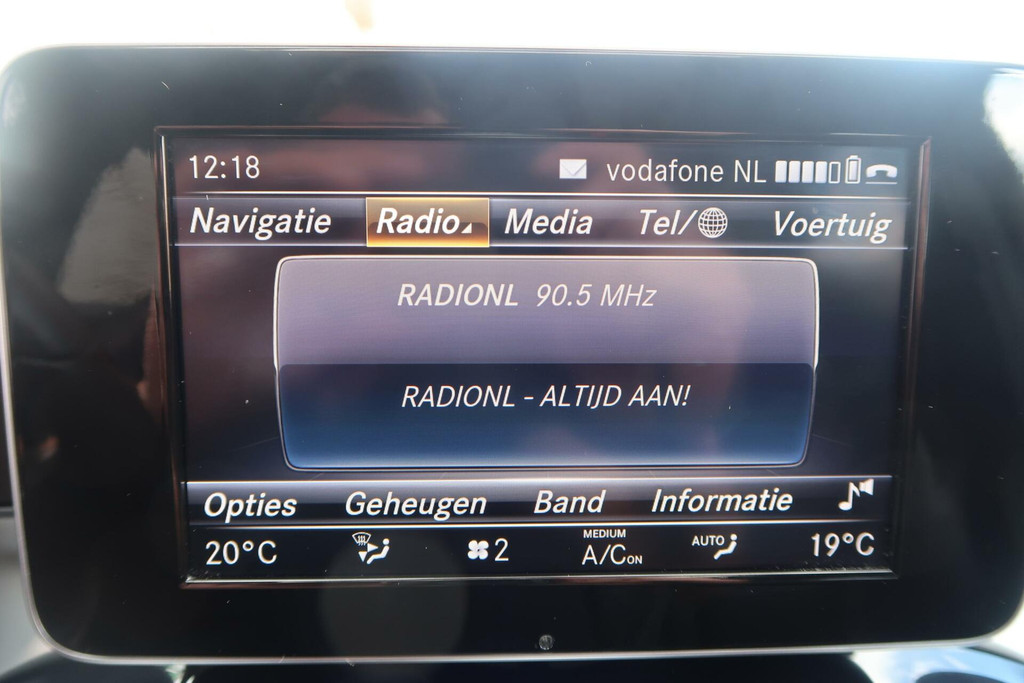 12:18 vodafone NL
Navigatie Radio Media Tel/ Voertuig
RADIONL 90.5 MHz
RADIONL - ALTIJD AAN!
Opties Geheugen Band Informatie
20°C 2 MEDIUM A/C ON AUTO 19°C